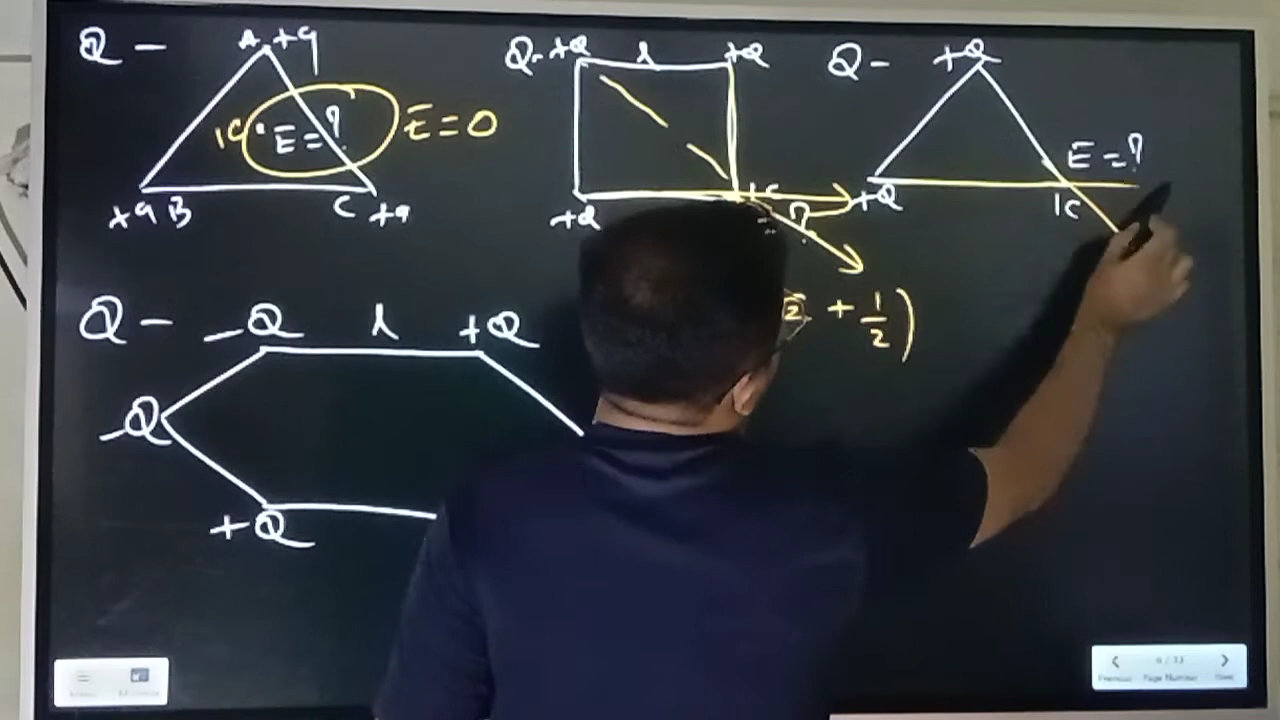 Q - A +q
1C E = ?
E = 0
+q B C +q
Q - +Q l +Q
+Q 1C
?
+ 1/2 )
Q - +Q
E = ?
+Q 1C
Q - -Q l +Q
-Q
+Q